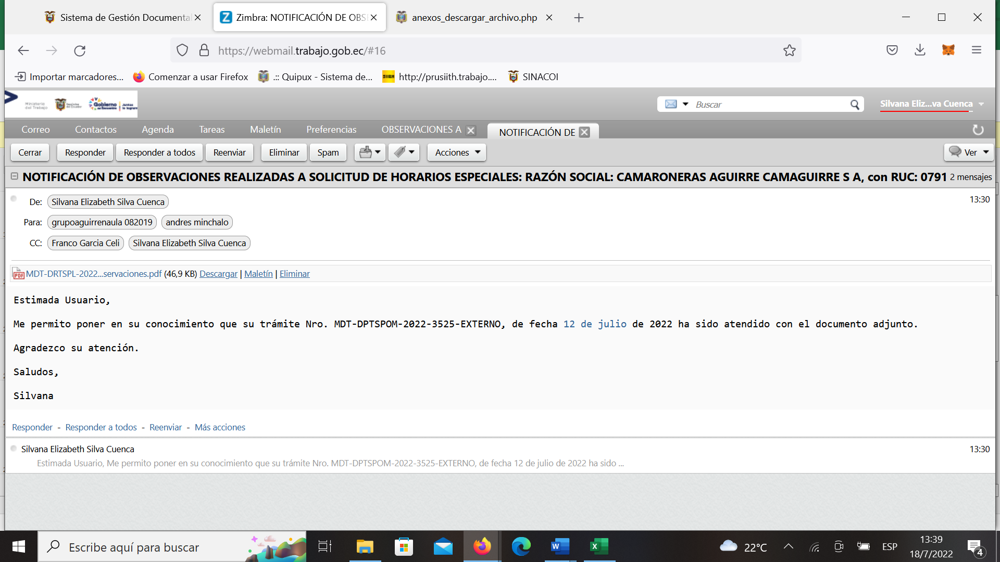 Sistema de Gestión Documental
Zimbra: NOTIFICACIÓN DE OBS
anexos_descargar_archivo.php
https://webmail.trabajo.gob.ec/#16
Importar marcadores...
Comenzar a usar Firefox
.:: Quipux - Sistema de...
http://prusiith.trabajo....
SINACOI
Ministerio del Trabajo
Gobierno del Encuentro
Juntos lo logramos
Buscar
Silvana Eliz...va Cuenca
Correo
Contactos
Agenda
Tareas
Maletín
Preferencias
OBSERVACIONES A
NOTIFICACIÓN DE
Cerrar
Responder
Responder a todos
Reenviar
Eliminar
Spam
Acciones
Ver
NOTIFICACIÓN DE OBSERVACIONES REALIZADAS A SOLICITUD DE HORARIOS ESPECIALES: RAZÓN SOCIAL: CAMARONERAS AGUIRRE CAMAGUIRRE S A, con RUC: 0791 2 mensajes
De: Silvana Elizabeth Silva Cuenca 13:30
Para: grupoaguirrenaula 082019 andres minchalo
CC: Franco Garcia Celi Silvana Elizabeth Silva Cuenca
MDT-DRTSPL-2022...servaciones.pdf (46,9 KB) Descargar | Maletín | Eliminar
Estimada Usuario,
Me permito poner en su conocimiento que su trámite Nro. MDT-DPTSPOM-2022-3525-EXTERNO, de fecha 12 de julio de 2022 ha sido atendido con el documento adjunto.
Agradezco su atención.
Saludos,
Silvana
Responder - Responder a todos - Reenviar - Más acciones
Silvana Elizabeth Silva Cuenca 13:30
Estimada Usuario, Me permito poner en su conocimiento que su trámite Nro. MDT-DPTSPOM-2022-3525-EXTERNO, de fecha 12 de julio de 2022 ha sido ...
Escribe aquí para buscar
22°C
ESP
13:39
18/7/2022
4